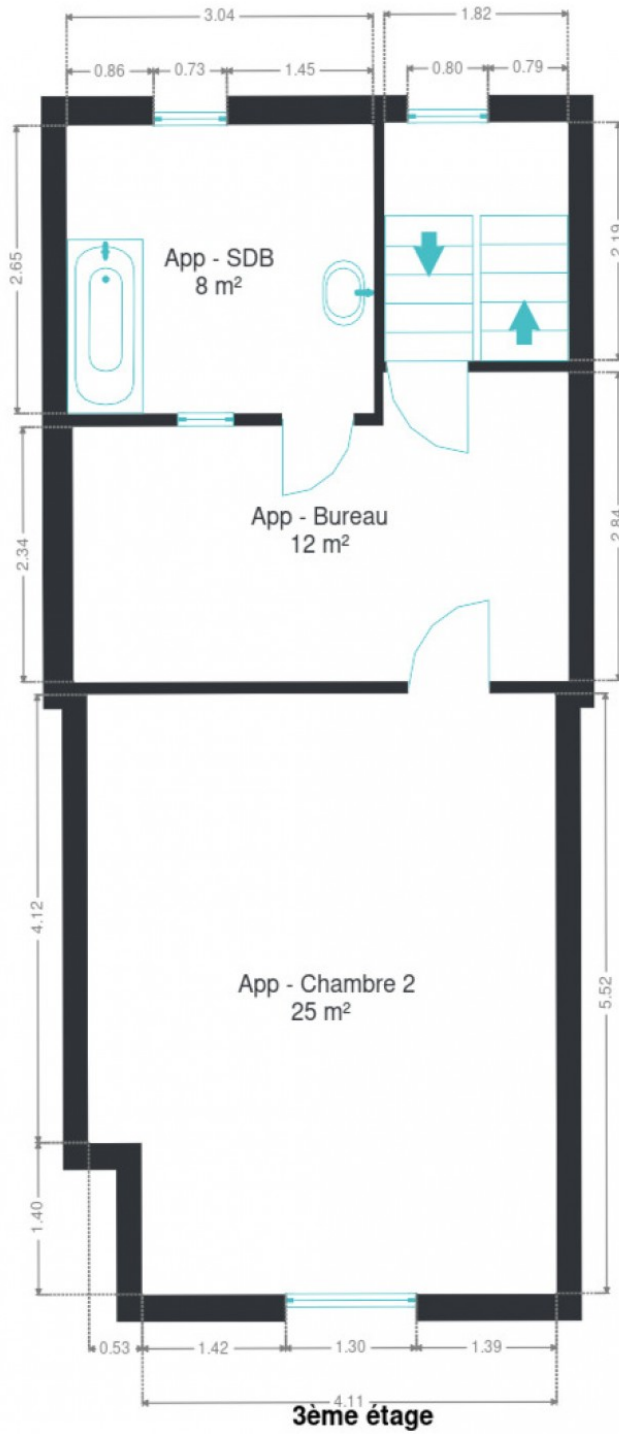 3.04
1.82
0.86
0.73
1.45
0.80
0.79
2.65
2.19
App - SDB
8 m²
2.34
2.84
App - Bureau
12 m²
4.12
5.52
App - Chambre 2
25 m²
1.40
0.53
1.42
1.30
1.39
4.11
3ème étage